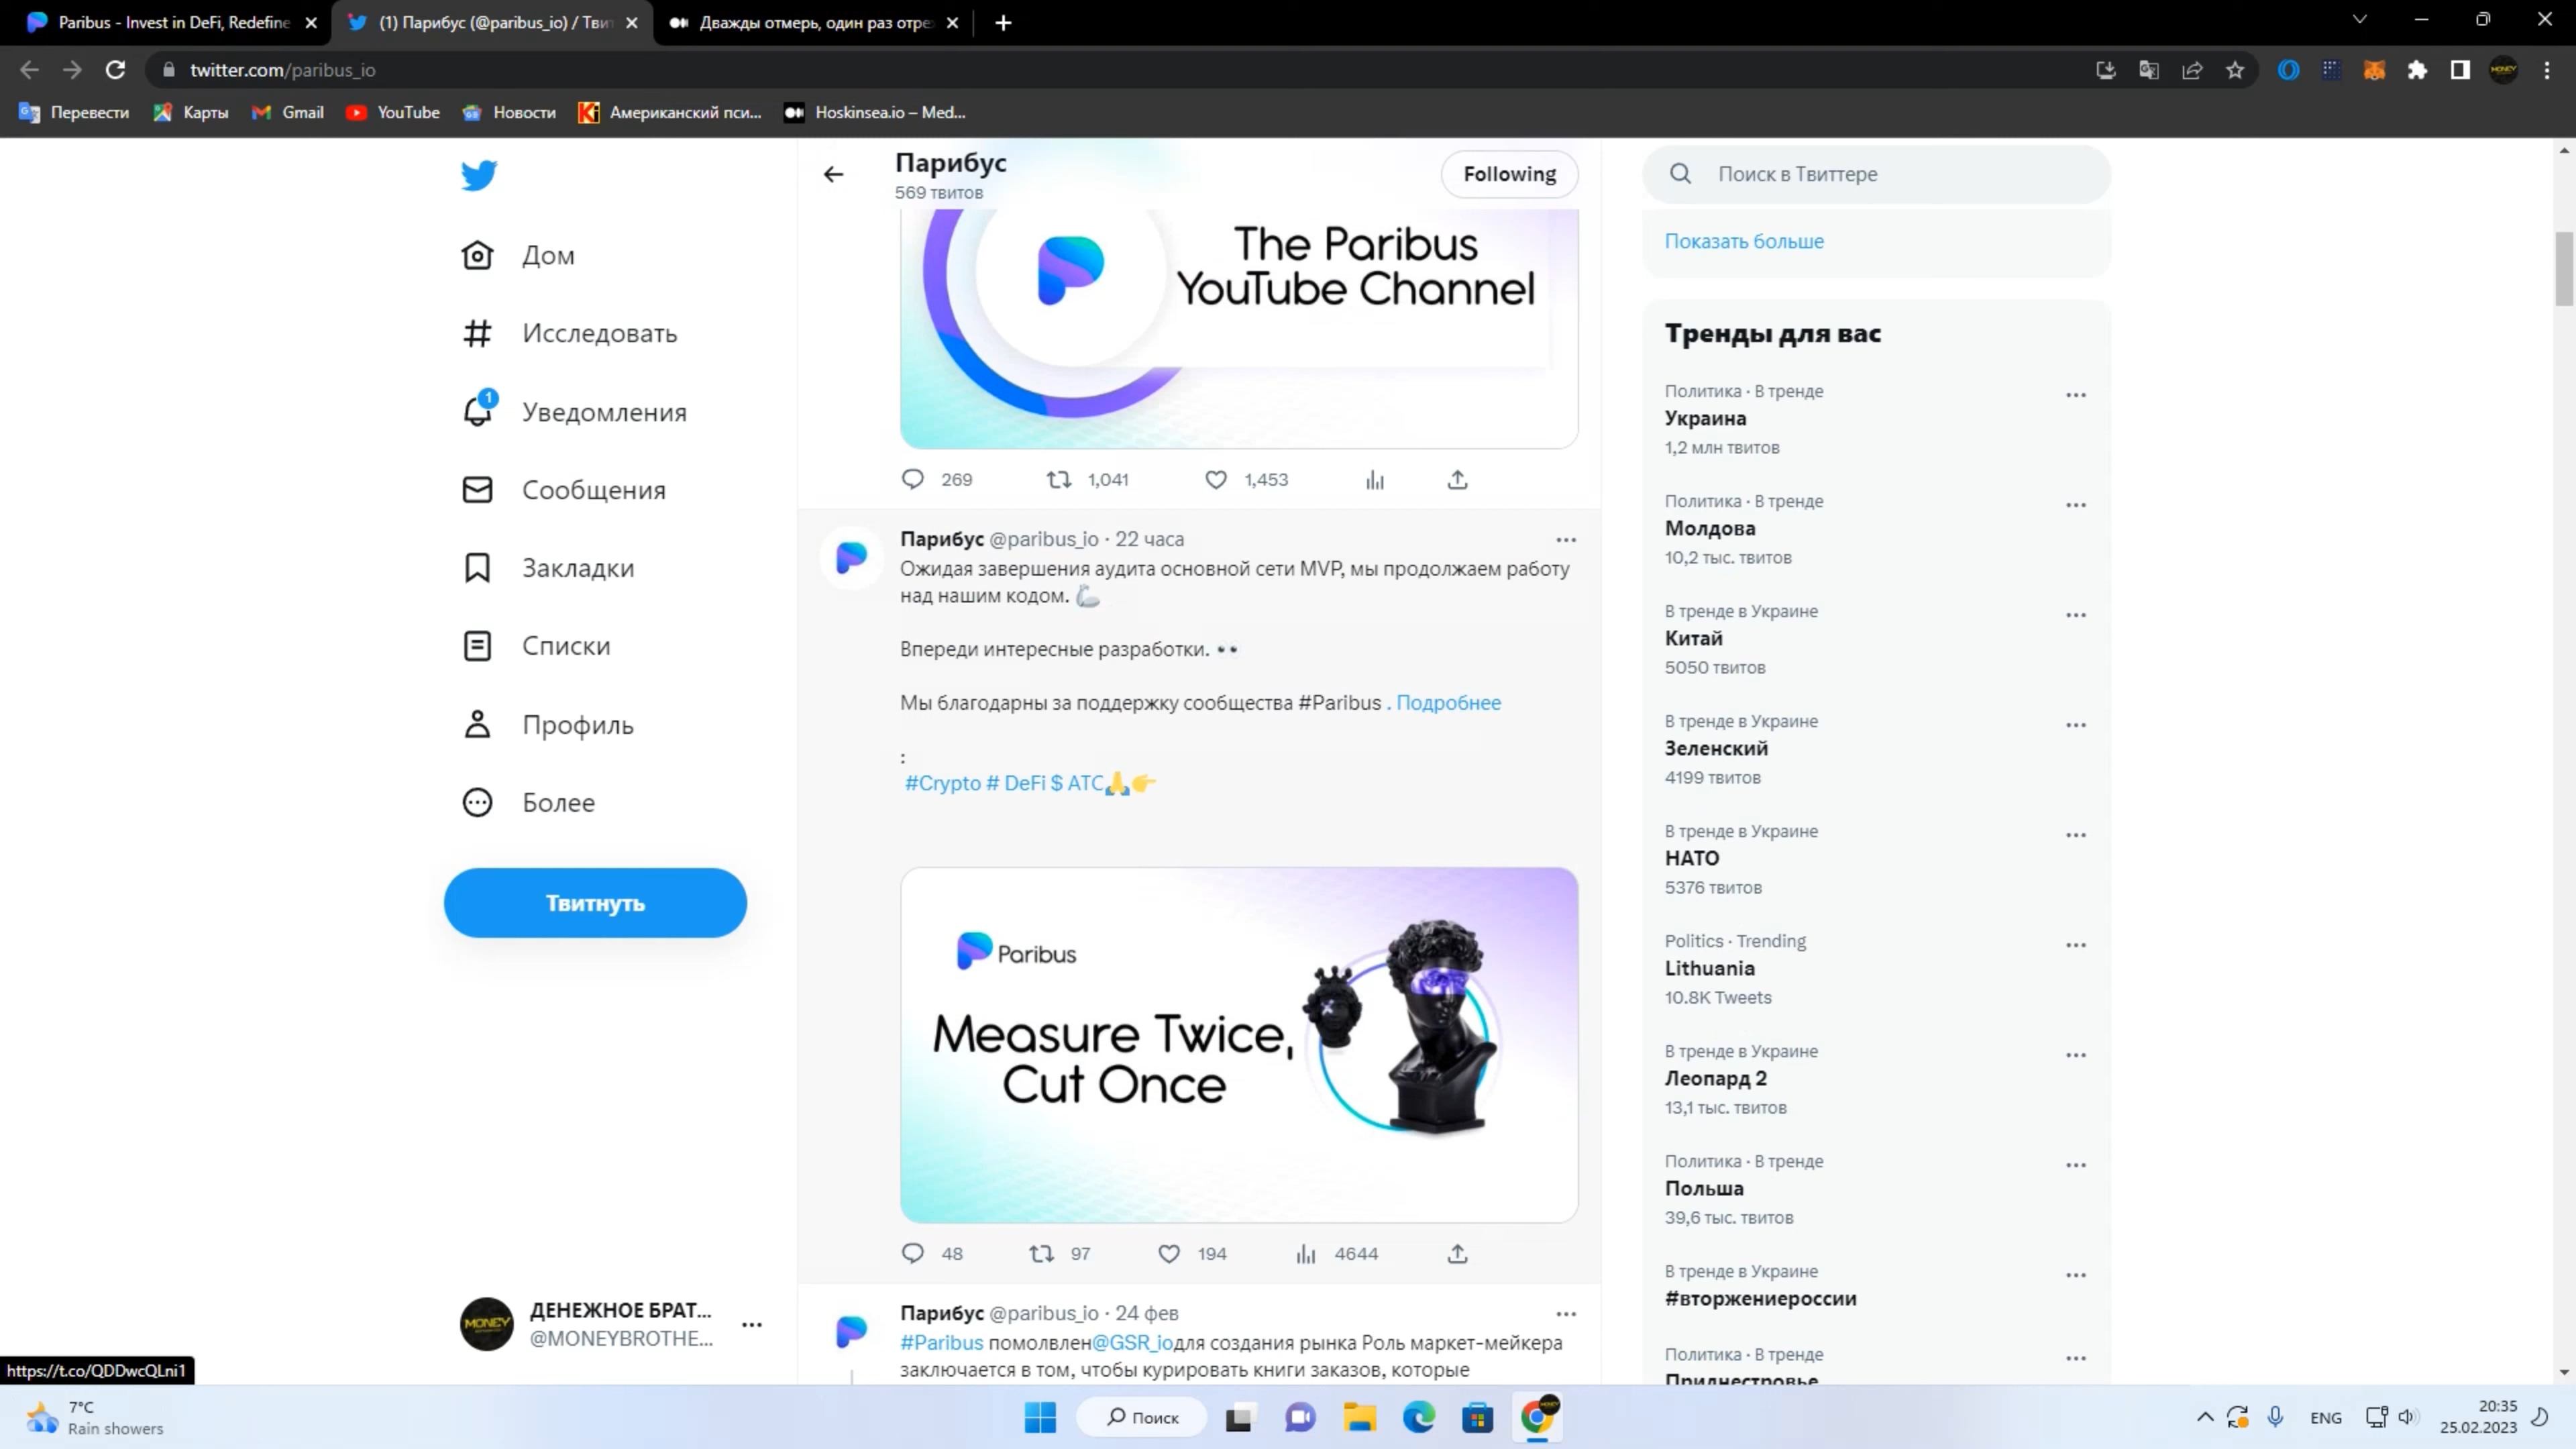 Paribus - Invest in DeFi, Redefine
(1) Парибус (@paribus_io) / Тви
Дважды отмерь, один раз отре
twitter.com/paribus_io
Перевести
Карты
Gmail
YouTube
Новости
Американский пси...
Hoskinsea.io – Med...
Дом
Исследовать
1
Уведомления
Сообщения
Закладки
Списки
Профиль
Более
Твитнуть
ДЕНЕЖНОЕ БРАТ...
@MONEYBROTHE...
MONEY
https://t.co/QDDwcQLni1
Парибус
569 твитов
Following
The Paribus
YouTube Channel
269
1,041
1,453
Парибус @paribus_io · 22 часа
Ожидая завершения аудита основной сети MVP, мы продолжаем работу
над нашим кодом. 🦾
Впереди интересные разработки. 👀
Мы благодарны за поддержку сообщества #Paribus . Подробнее
:
#Crypto # DeFi $ ATC🙏👉
Paribus
Measure Twice,
Cut Once
48
97
194
4644
Парибус @paribus_io · 24 фев
#Paribus помолвлен@GSR_ioдля создания рынка Роль маркет-мейкера
заключается в том, чтобы курировать книги заказов, которые
Поиск в Твиттере
Показать больше
Тренды для вас
Политика · В тренде
Украина
1,2 млн твитов
Политика · В тренде
Молдова
10,2 тыс. твитов
В тренде в Украине
Китай
5050 твитов
В тренде в Украине
Зеленский
4199 твитов
В тренде в Украине
НАТО
5376 твитов
Politics · Trending
Lithuania
10.8K Tweets
В тренде в Украине
Леопард 2
13,1 тыс. твитов
Политика · В тренде
Польша
39,6 тыс. твитов
В тренде в Украине
#вторжениероссии
Политика · В тренде
Приднестровье
7°C
Rain showers
Поиск
ENG
20:35
25.02.2023